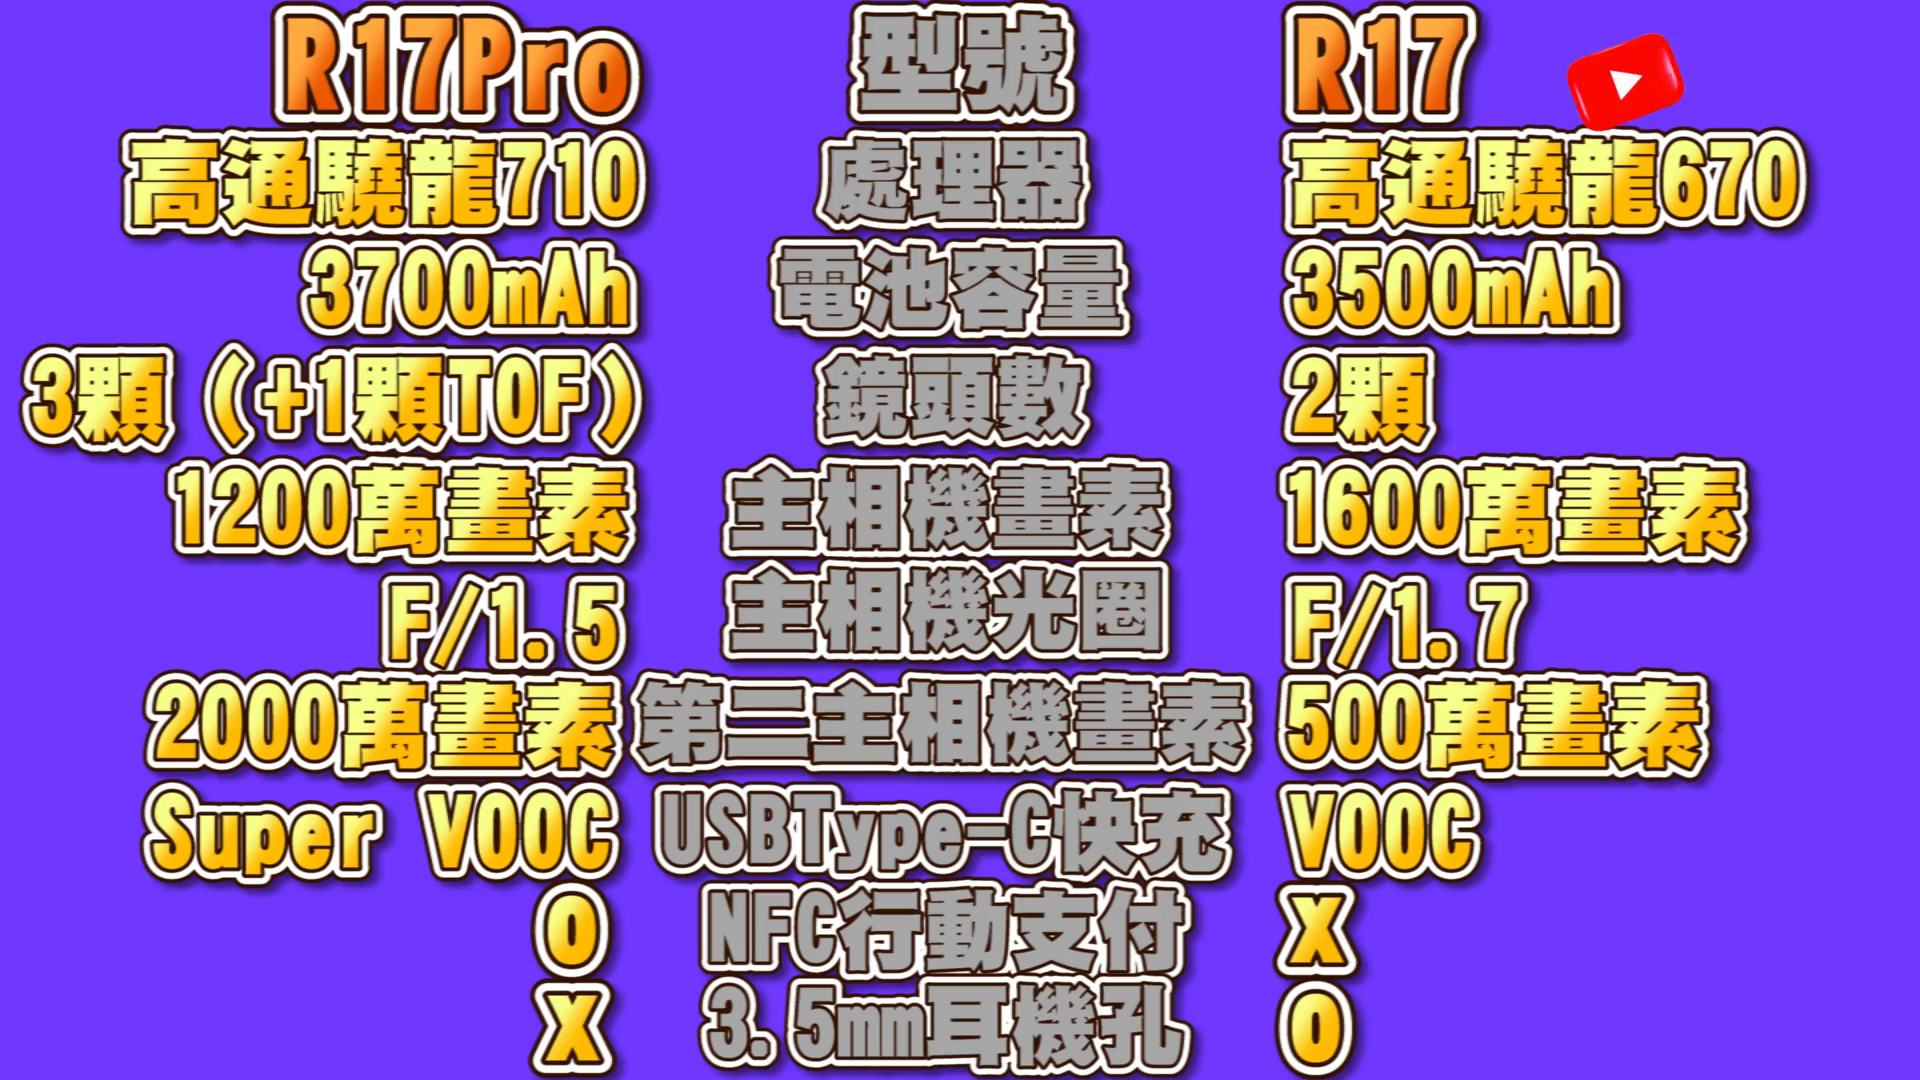 R17Pro 型號 R17
高通驍龍710 處理器 高通驍龍670
3700mAh 電池容量 3500mAh
3顆（+1顆TOF） 鏡頭數 2顆
1200萬畫素 主相機畫素 1600萬畫素
F/1.5 主相機光圈 F/1.7
2000萬畫素 第二主相機畫素 500萬畫素
Super VOOC USBType-C快充 VOOC
O NFC行動支付 X
X 3.5mm耳機孔 O